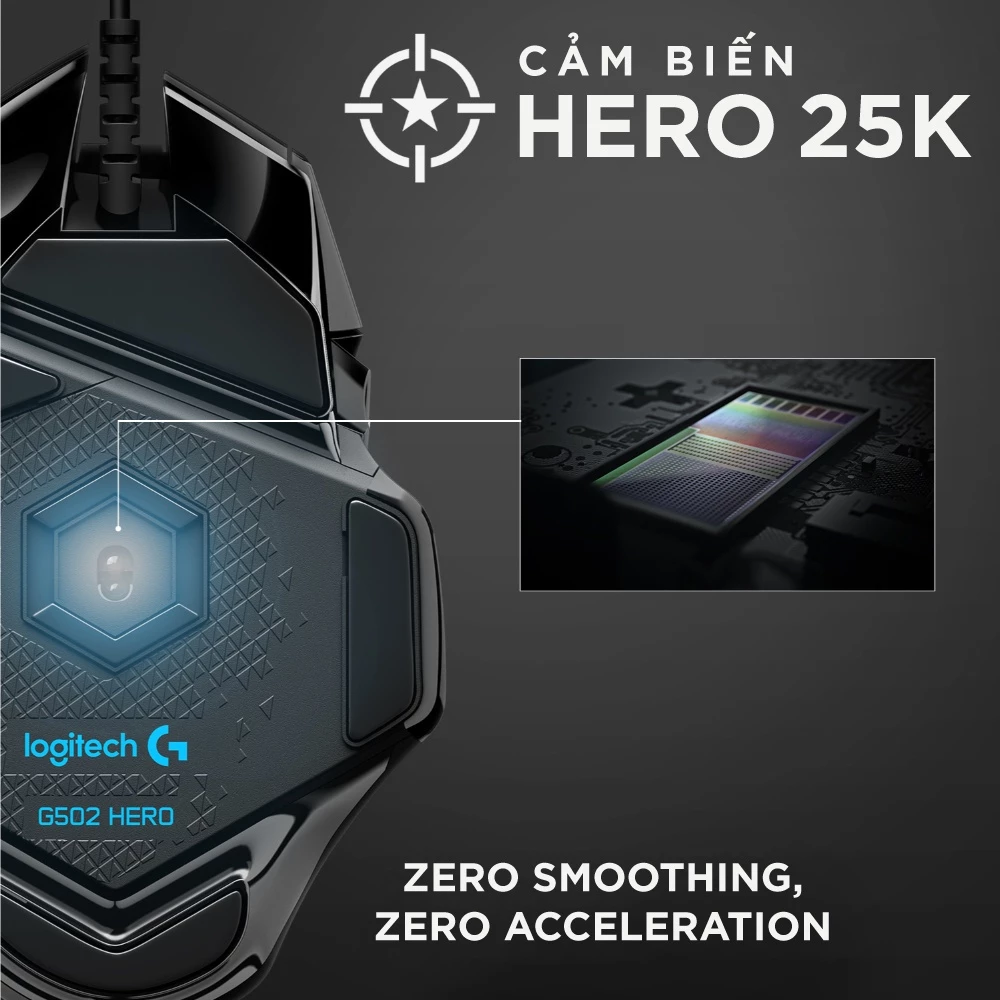 CẢM BIẾN
HERO 25K
logitech G
G502 HERO
ZERO SMOOTHING,
ZERO ACCELERATION